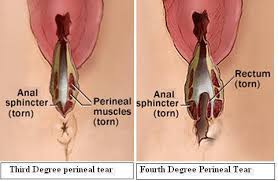 Anal
sphincter
(torn)
Perineal
muscles
(torn)
Third Degree perineal tear
Rectum
(torn)
Anal
sphincter
(torn)
Fourth Degree Perineal Tear